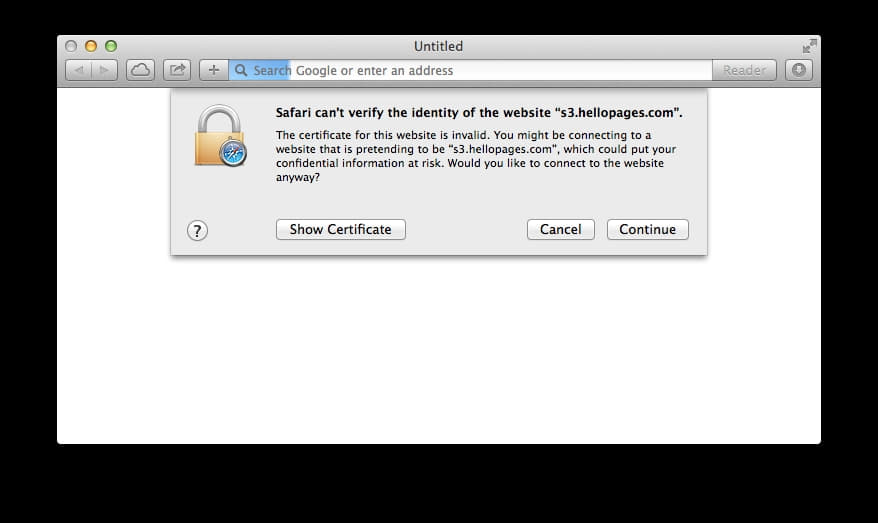 Untitled
+ Search Google or enter an address Reader
Safari can't verify the identity of the website “s3.hellopages.com”.
The certificate for this website is invalid. You might be connecting to a
website that is pretending to be “s3.hellopages.com”, which could put your
confidential information at risk. Would you like to connect to the website
anyway?
? Show Certificate Cancel Continue